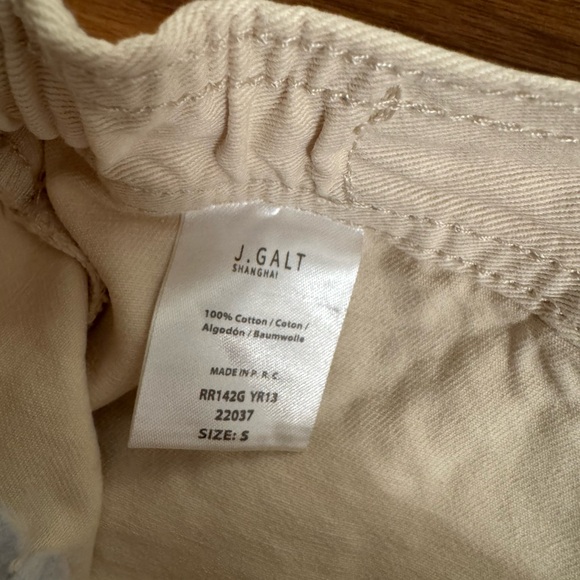 J.GALT
SHANGHAI
100% Cotton / Coton /
Algodón / Baumwolle
MADE IN P. R. C.
RR142G YR13
22037
SIZE: S